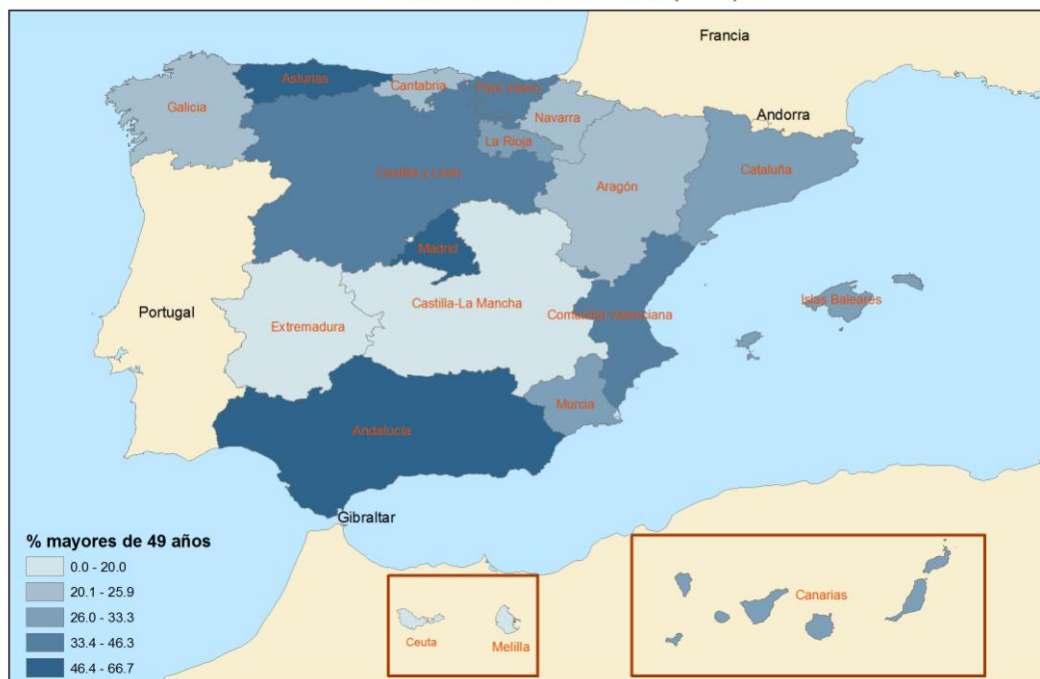 Francia
Asturias
Cantabria
País Vasco
Galicia
Navarra
Andorra
La Rioja
Cataluña
Castilla y León
Aragón
Madrid
Islas Baleares
Castilla-La Mancha
Portugal
Comunitat Valenciana
Extremadura
Murcia
Andalucía
Gibraltar
% mayores de 49 años
0.0 - 20.0
20.1 - 25.9
26.0 - 33.3
33.4 - 46.3
46.4 - 66.7
Ceuta
Melilla
Canarias